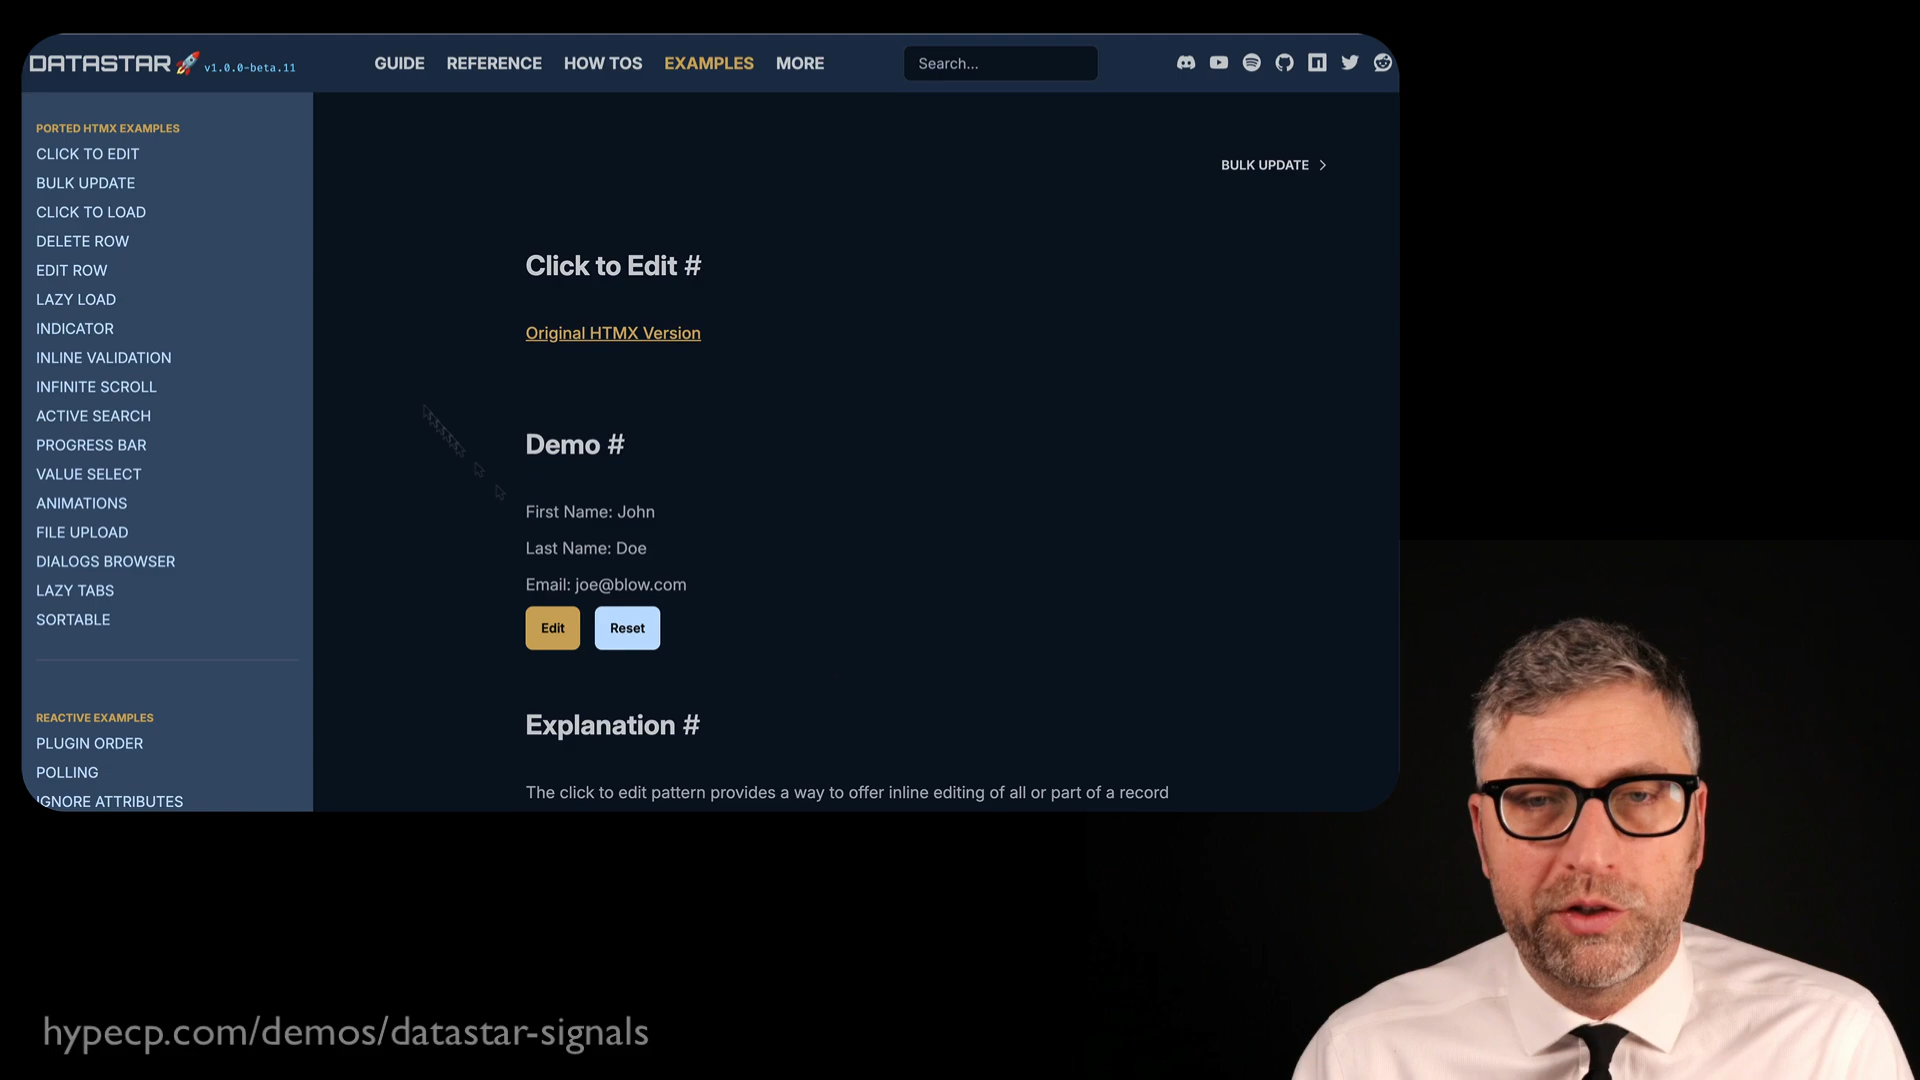 DATASTAR v1.0.0-beta.11
GUIDE
REFERENCE
HOW TOS
EXAMPLES
MORE
Search...
PORTED HTMX EXAMPLES
CLICK TO EDIT
BULK UPDATE
CLICK TO LOAD
DELETE ROW
EDIT ROW
LAZY LOAD
INDICATOR
INLINE VALIDATION
INFINITE SCROLL
ACTIVE SEARCH
PROGRESS BAR
VALUE SELECT
ANIMATIONS
FILE UPLOAD
DIALOGS BROWSER
LAZY TABS
SORTABLE
REACTIVE EXAMPLES
PLUGIN ORDER
POLLING
IGNORE ATTRIBUTES
BULK UPDATE
Click to Edit #
Original HTMX Version
Demo #
First Name: John
Last Name: Doe
Email: joe@blow.com
Edit
Reset
Explanation #
The click to edit pattern provides a way to offer inline editing of all or part of a record
hypecp.com/demos/datastar-signals